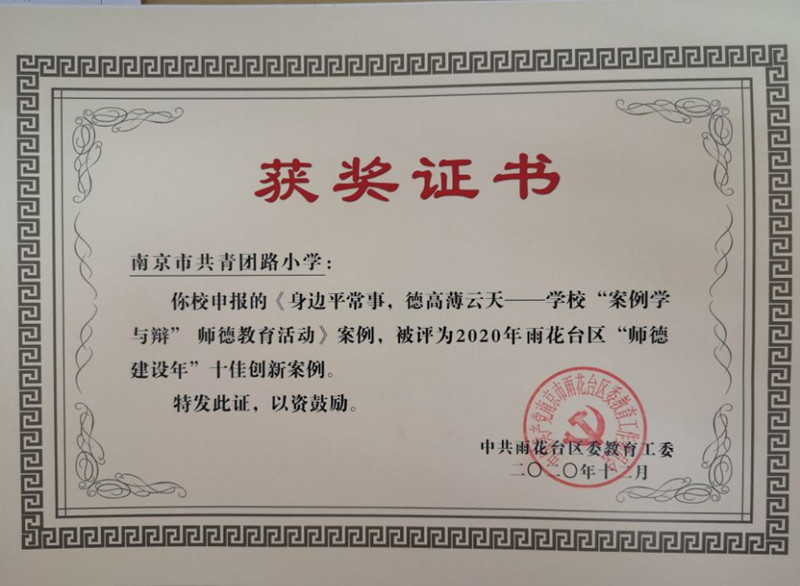 获奖证书
南京市共青团路小学：
你校申报的《身边平常事，德高薄云天——学校“案例学
与辩” 师德教育活动》案例，被评为2020年雨花台区“师德
建设年”十佳创新案例。
特发此证，以资鼓励。
中共雨花台区委教育工委
二〇二〇年十二月